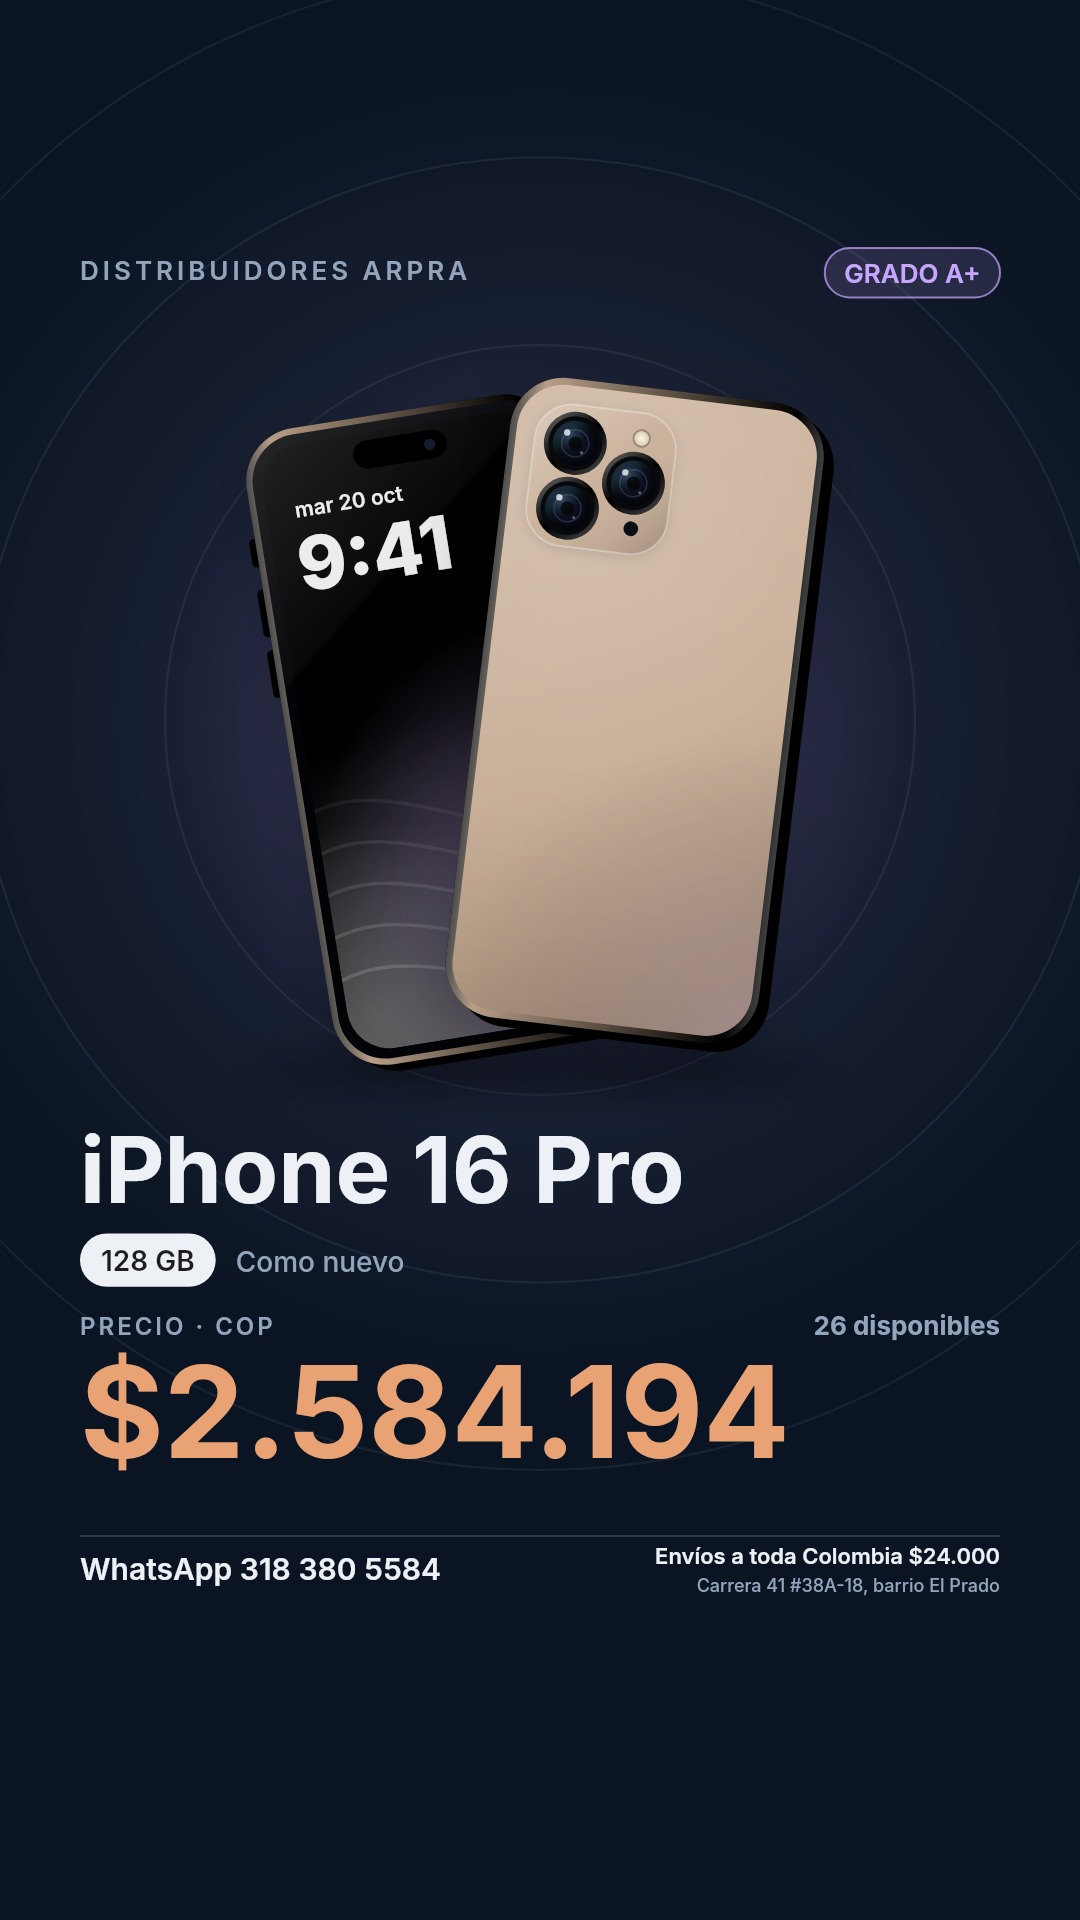 DISTRIBUIDORES ARPRA
GRADO A+
mar 20 oct
9:41
iPhone 16 Pro
128 GB
Como nuevo
PRECIO · COP
26 disponibles
$2.584.194
WhatsApp 318 380 5584
Envíos a toda Colombia $24.000
Carrera 41 #38A-18, barrio El Prado